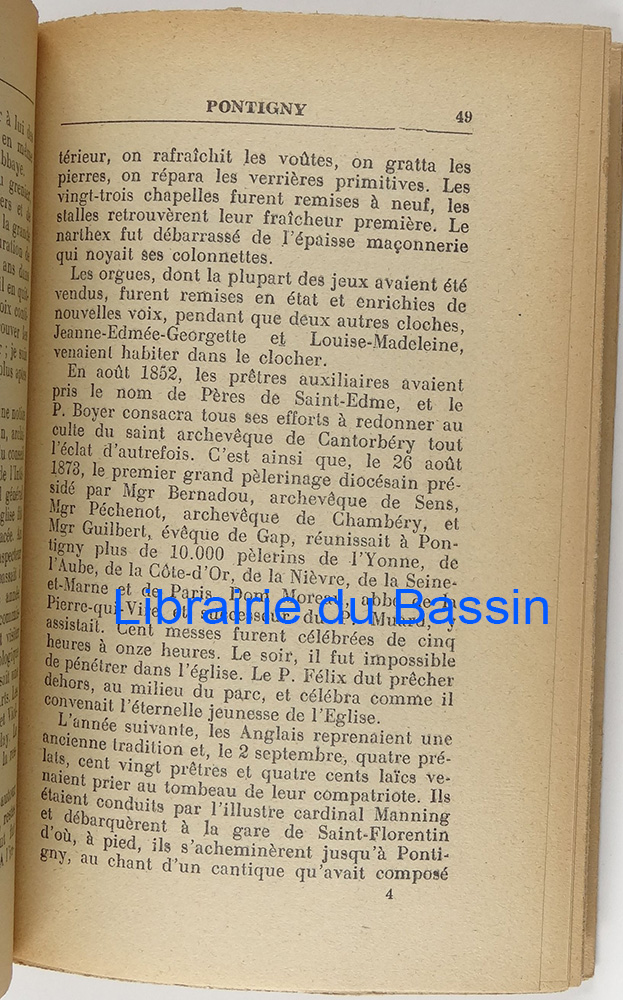 PONTIGNY 49
térieur, on rafraîchit les voûtes, on gratta les
pierres, on répara les verrières primitives. Les
vingt-trois chapelles furent remises à neuf, les
stalles retrouvèrent leur fraîcheur première. Le
narthex fut débarrassé de l'épaisse maçonnerie
qui noyait ses colonnettes.
Les orgues, dont la plupart des jeux avaient été
vendus, furent remises en état et enrichies de
nouvelles voix, pendant que deux autres cloches,
Jeanne-Edmée-Georgette et Louise-Madeleine,
venaient habiter dans le clocher.
En août 1852, les prêtres auxiliaires avaient
pris le nom de Pères de Saint-Edme, et le
P. Boyer consacra tous ses efforts à redonner au
culte du saint archevêque de Cantorbéry tout
l'éclat d'autrefois. C'est ainsi que, le 26 août
1873, le premier grand pèlerinage diocésain pré-
sidé par Mgr Bernadou, archevêque de Sens,
Mgr Péchenot, archevêque de Chambéry, et
Mgr Guilbert, évêque de Gap, réunissait à Pon-
tigny plus de 10.000 pèlerins de l'Yonne, de
l'Aube, de la Côte-d'Or, de la Nièvre, de la Seine-
et-Marne et de Paris. Dom Moreau, abbé de la
Pierre-qui-Vire et successeur du P. Muard, y
Librairie du Bassin
assistait. Cent messes furent célébrées de cinq
heures à onze heures. Le soir, il fut impossible
de pénétrer dans l'église. Le P. Félix dut prêcher
dehors, au milieu du parc, et célébra comme il
convenait l'éternelle jeunesse de l'Eglise.
L'année suivante, les Anglais reprenaient une
ancienne tradition et, le 2 septembre, quatre pré-
lats, cent vingt prêtres et quatre cents laïcs ve-
naient prier au tombeau de leur compatriote. Ils
étaient conduits par l'illustre cardinal Manning
et débarquèrent à la gare de Saint-Florentin
d'où, à pied, ils s'acheminèrent jusqu'à Ponti-
gny, au chant d'un cantique qu'avait composé
4